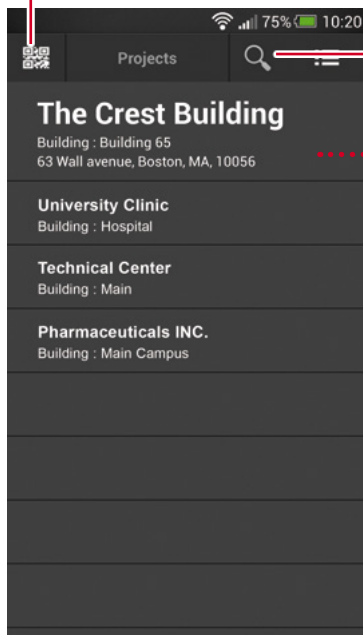 75% 10:20
Projects
The Crest Building
Building : Building 65
63 Wall avenue, Boston, MA, 10056
University Clinic
Building : Hospital
Technical Center
Building : Main
Pharmaceuticals INC.
Building : Main Campus